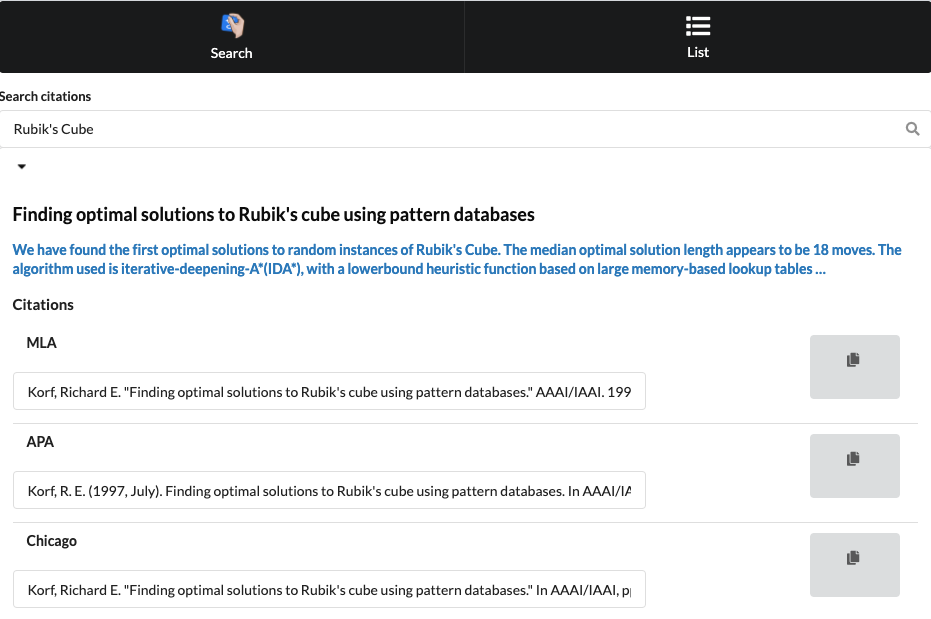 Search
List
Search citations
Rubik's Cube
Finding optimal solutions to Rubik's cube using pattern databases
We have found the first optimal solutions to random instances of Rubik's Cube. The median optimal solution length appears to be 18 moves. The
algorithm used is iterative-deepening-A*(IDA*), with a lowerbound heuristic function based on large memory-based lookup tables ...
Citations
MLA
Korf, Richard E. "Finding optimal solutions to Rubik's cube using pattern databases." AAAI/IAAI. 199
APA
Korf, R. E. (1997, July). Finding optimal solutions to Rubik's cube using pattern databases. In AAAI/IA
Chicago
Korf, Richard E. "Finding optimal solutions to Rubik's cube using pattern databases." In AAAI/IAAI, p